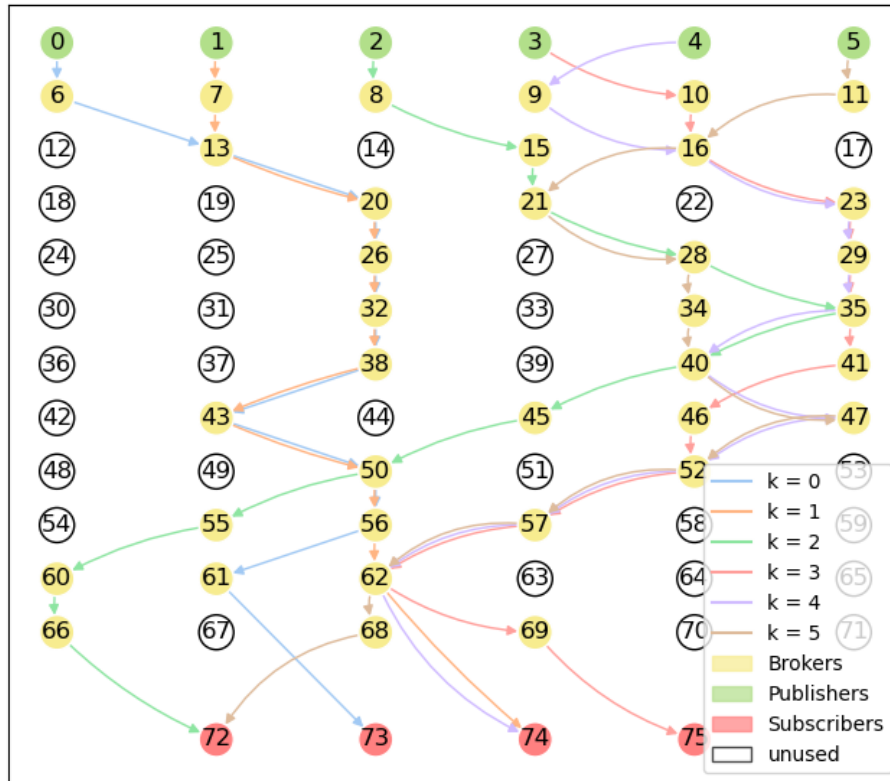 0 1 2 3 4 5
6 7 8 9 10 11
12 13 14 15 16 17
18 19 20 21 22 23
24 25 26 27 28 29
30 31 32 33 34 35
36 37 38 39 40 41
42 43 44 45 46 47
48 49 50 51 52 53
54 55 56 57 58 59
60 61 62 63 64 65
66 67 68 69 70 71
72 73 74 75
k = 0
k = 1
k = 2
k = 3
k = 4
k = 5
Brokers
Publishers
Subscribers
unused